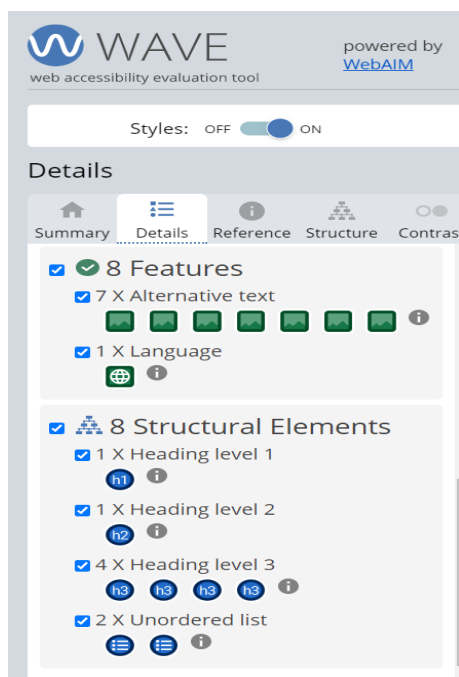 WAVE
web accessibility evaluation tool
powered by
WebAIM
Styles: OFF ON
Details
Summary Details Reference Structure Contras
8 Features
7 X Alternative text
1 X Language
8 Structural Elements
1 X Heading level 1
h1
1 X Heading level 2
h2
4 X Heading level 3
h3 h3 h3 h3
2 X Unordered list